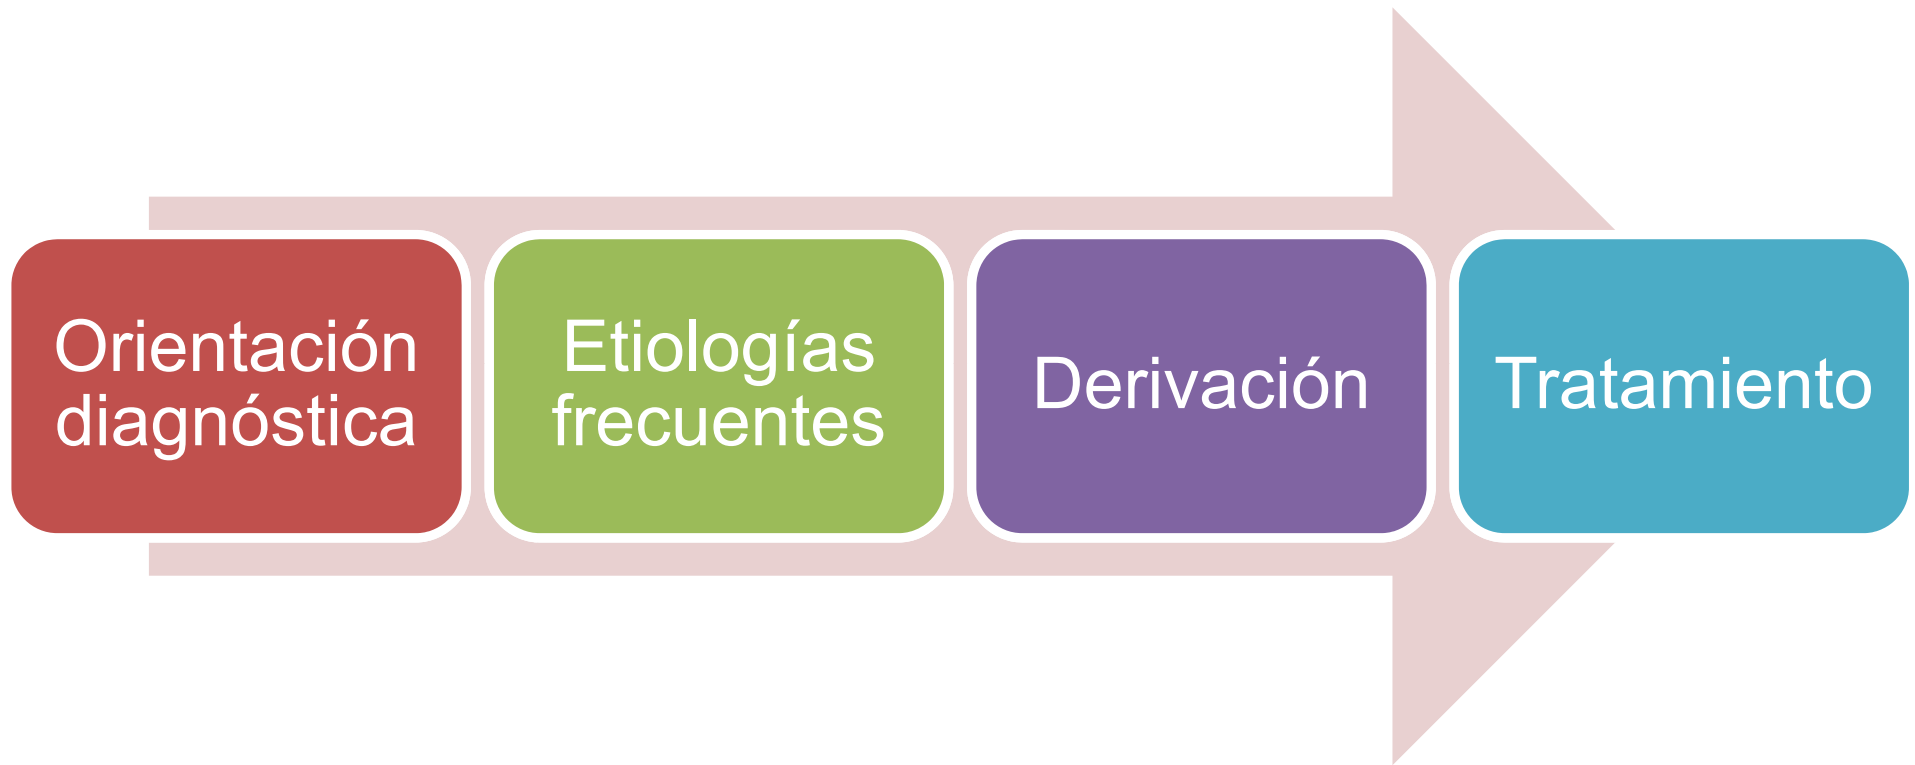 Orientación
diagnóstica
Etiologías
frecuentes
Derivación
Tratamiento